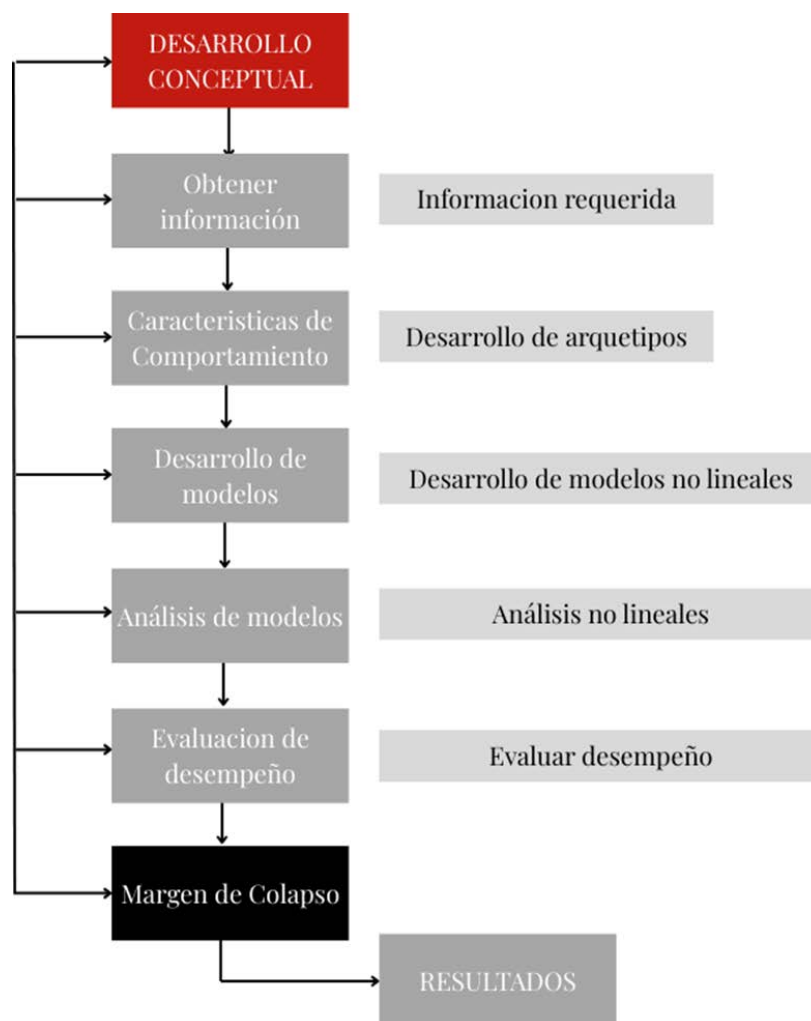 DESARROLLO
CONCEPTUAL
Obtener
información
Informacion requerida
Caracteristicas de
Comportamiento
Desarrollo de arquetipos
Desarrollo de
modelos
Desarrollo de modelos no lineales
Análisis de modelos
Análisis no lineales
Evaluacion de
desempeño
Evaluar desempeño
Margen de Colapso
RESULTADOS